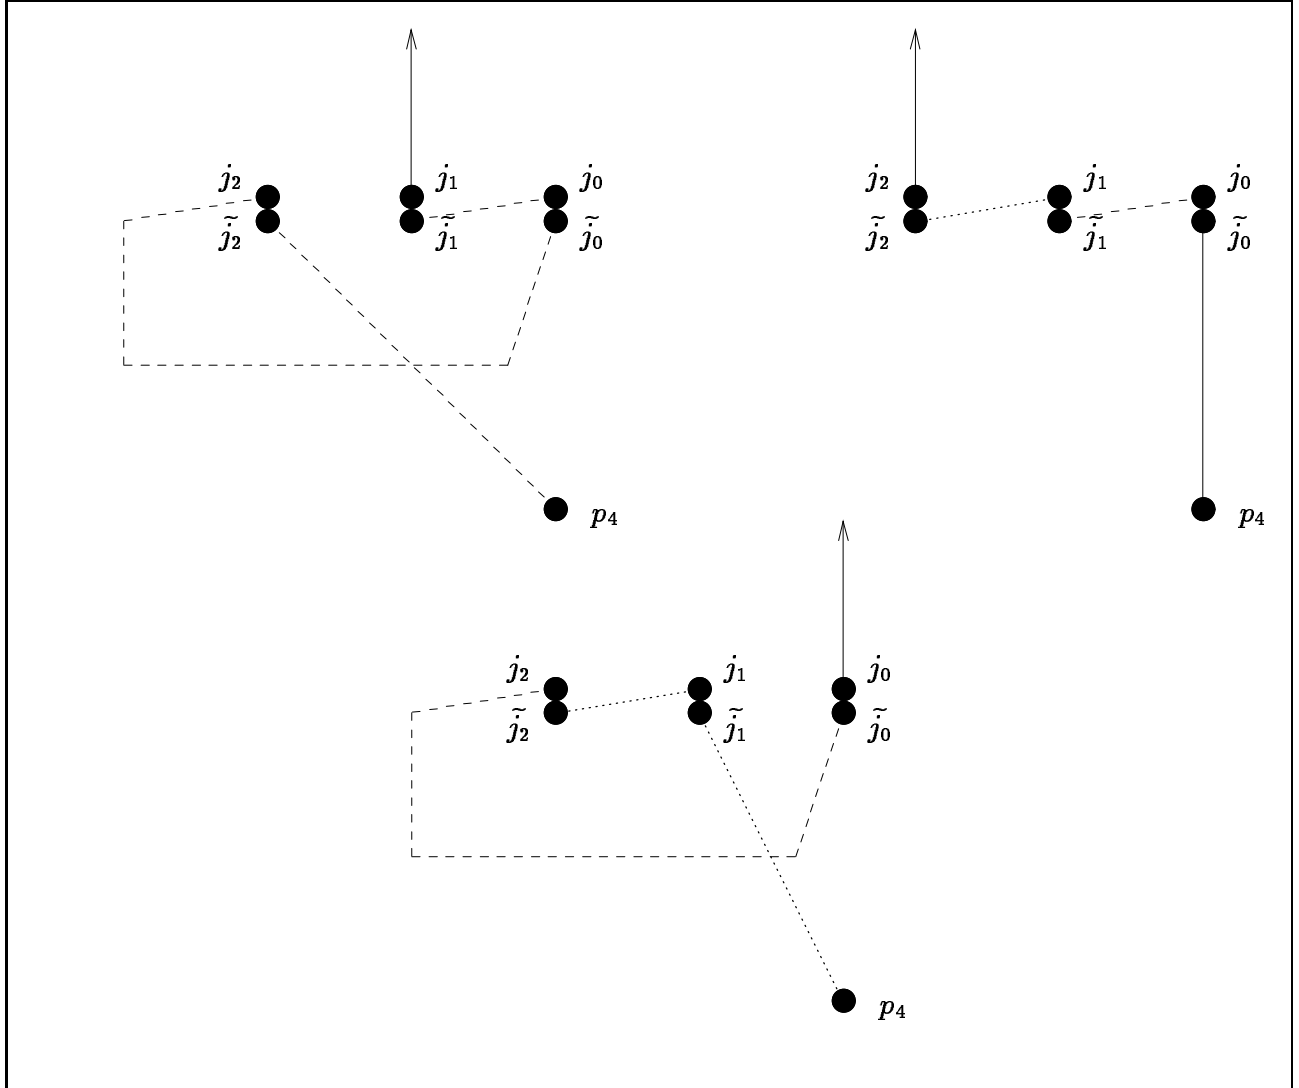 j₂ j₁ j₀ j₂ j₁ j₀
j̃₂ j̃₁ j̃₀ j̃₂ j̃₁ j̃₀
p₄ p₄
j₂ j₁ j₀
j̃₂ j̃₁ j̃₀
p₄